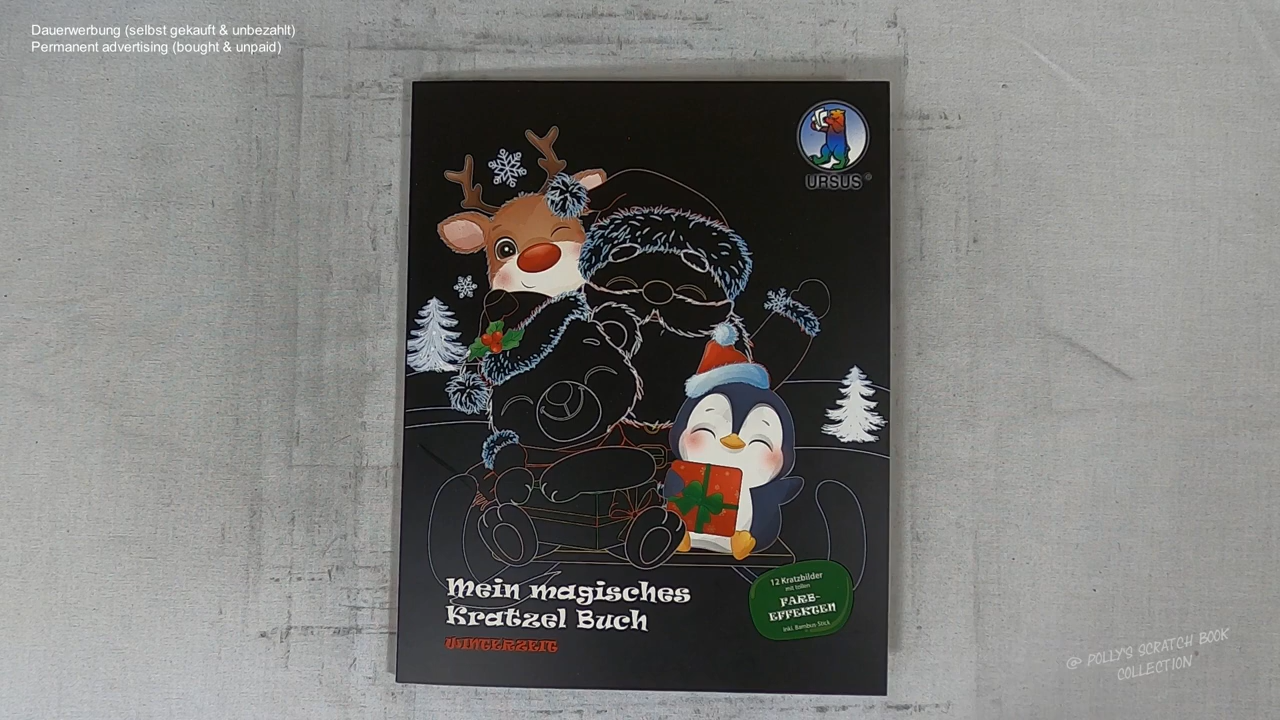 Dauerwerbung (selbst gekauft & unbezahlt)
Permanent advertising (bought & unpaid)
URSUS®
Mein magisches
Kratzel Buch
WINTERZEIT
12 Kratzbilder
mit tollen
FARB-
EFFEKTEN
Inkl. Bambus Stick
@ POLLY'S SCRATCH BOOK
COLLECTION